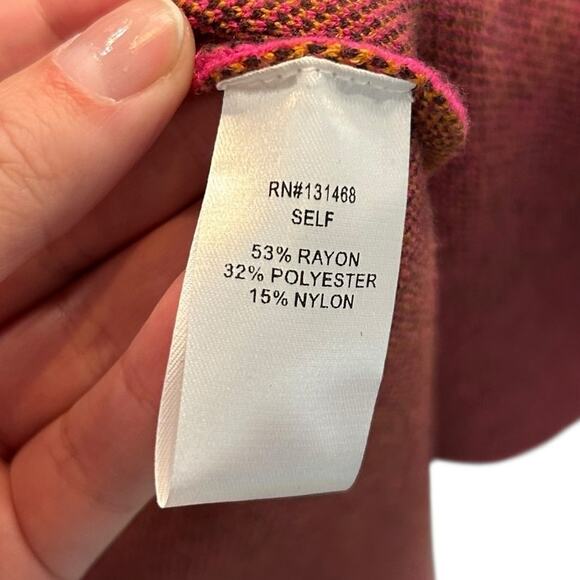 RN#131468
SELF
53% RAYON
32% POLYESTER
15% NYLON